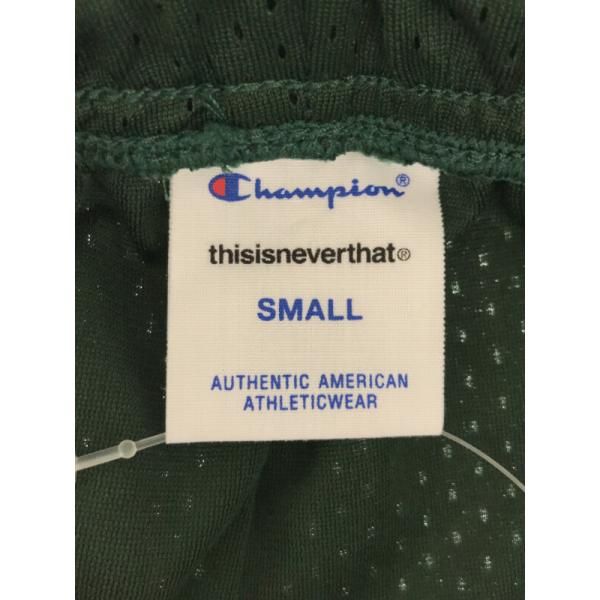 Champion®
thisisneverthat®
SMALL
AUTHENTIC AMERICAN
ATHLETICWEAR